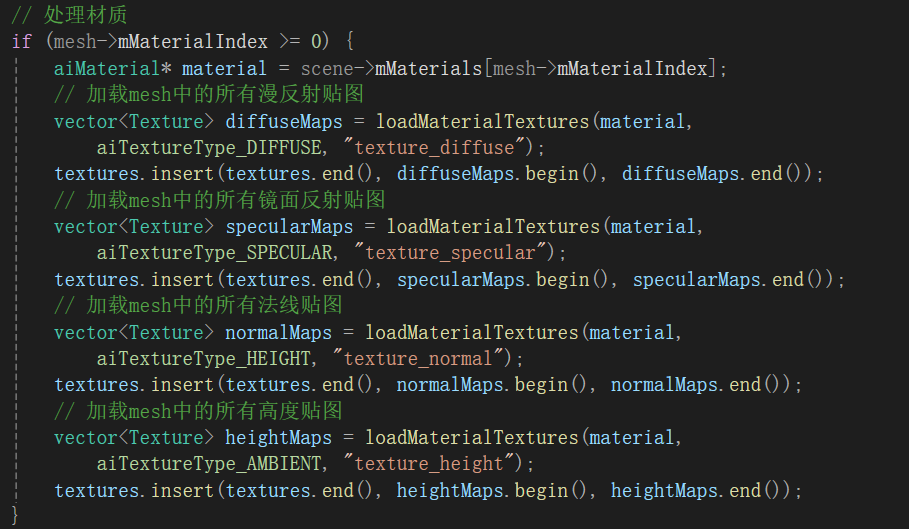 // 处理材质
if (mesh->mMaterialIndex >= 0) {
aiMaterial* material = scene->mMaterials[mesh->mMaterialIndex];
// 加载mesh中的所有漫反射贴图
vector<Texture> diffuseMaps = loadMaterialTextures(material,
aiTextureType_DIFFUSE, "texture_diffuse");
textures.insert(textures.end(), diffuseMaps.begin(), diffuseMaps.end());
// 加载mesh中的所有镜面反射贴图
vector<Texture> specularMaps = loadMaterialTextures(material,
aiTextureType_SPECULAR, "texture_specular");
textures.insert(textures.end(), specularMaps.begin(), specularMaps.end());
// 加载mesh中的所有法线贴图
vector<Texture> normalMaps = loadMaterialTextures(material,
aiTextureType_HEIGHT, "texture_normal");
textures.insert(textures.end(), normalMaps.begin(), normalMaps.end());
// 加载mesh中的所有高度贴图
vector<Texture> heightMaps = loadMaterialTextures(material,
aiTextureType_AMBIENT, "texture_height");
textures.insert(textures.end(), heightMaps.begin(), heightMaps.end());
}